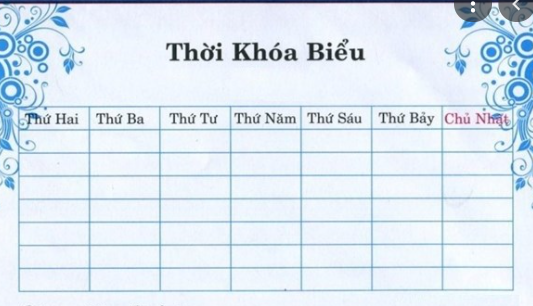 Thời Khóa Biểu
Thứ Hai Thứ Ba Thứ Tư Thứ Năm Thứ Sáu Thứ Bảy Chủ Nhật